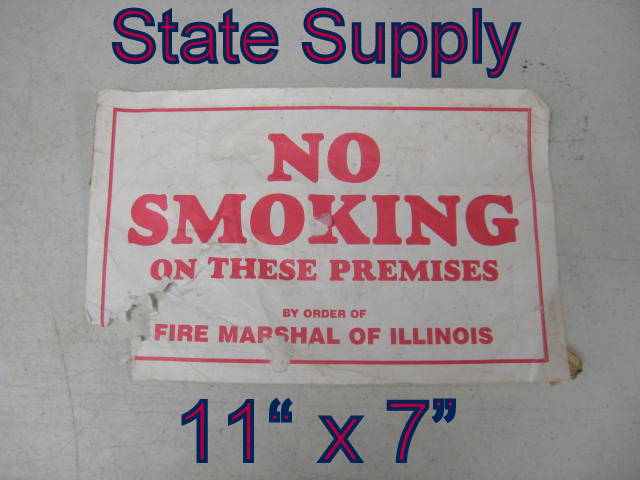 State Supply
NO
SMOKING
ON THESE PREMISES
BY ORDER OF
FIRE MARSHAL OF ILLINOIS
11“ x 7”